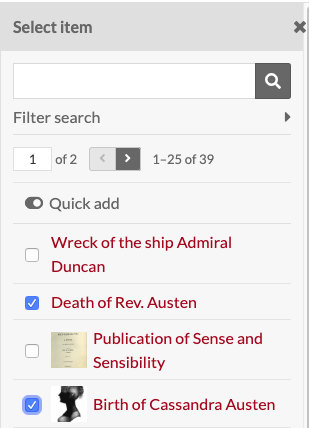 Select item
Filter search
1 of 2 1–25 of 39
Quick add
Wreck of the ship Admiral
Duncan
Death of Rev. Austen
Publication of Sense and
Sensibility
Birth of Cassandra Austen